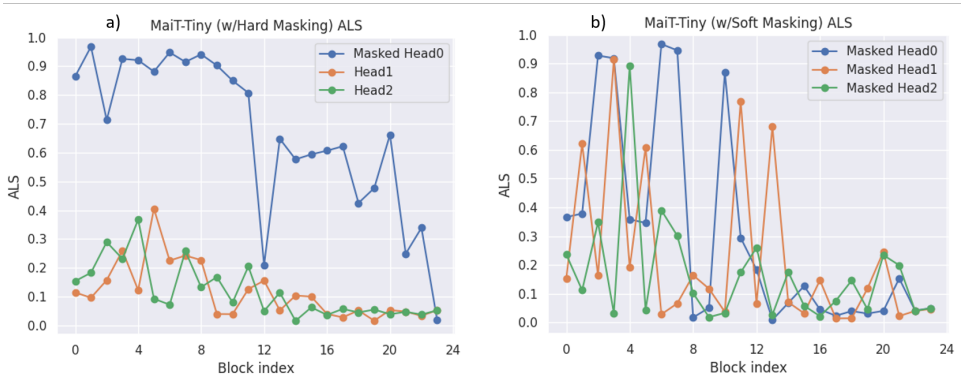 a)
MaiT-Tiny (w/Hard Masking) ALS
1.0
0.9
0.8
0.7
0.6
0.5
0.4
0.3
0.2
0.1
0.0
ALS
Masked Head0
Head1
Head2
0 4 8 12 16 20 24
Block index
b)
MaiT-Tiny (w/Soft Masking) ALS
1.0
0.9
0.8
0.7
0.6
0.5
0.4
0.3
0.2
0.1
0.0
ALS
Masked Head0
Masked Head1
Masked Head2
0 4 8 12 16 20 24
Block index